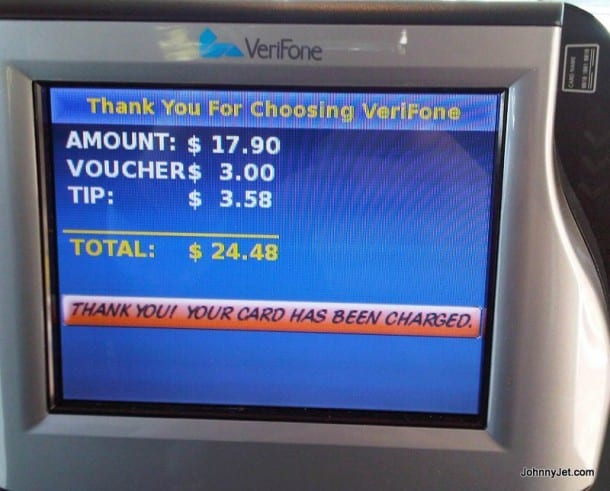 VeriFone
Thank You For Choosing VeriFone
AMOUNT: $ 17.90
VOUCHER$ 3.00
TIP: $ 3.58
TOTAL: $ 24.48
THANK YOU! YOUR CARD HAS BEEN CHARGED.
JohnnyJet.com